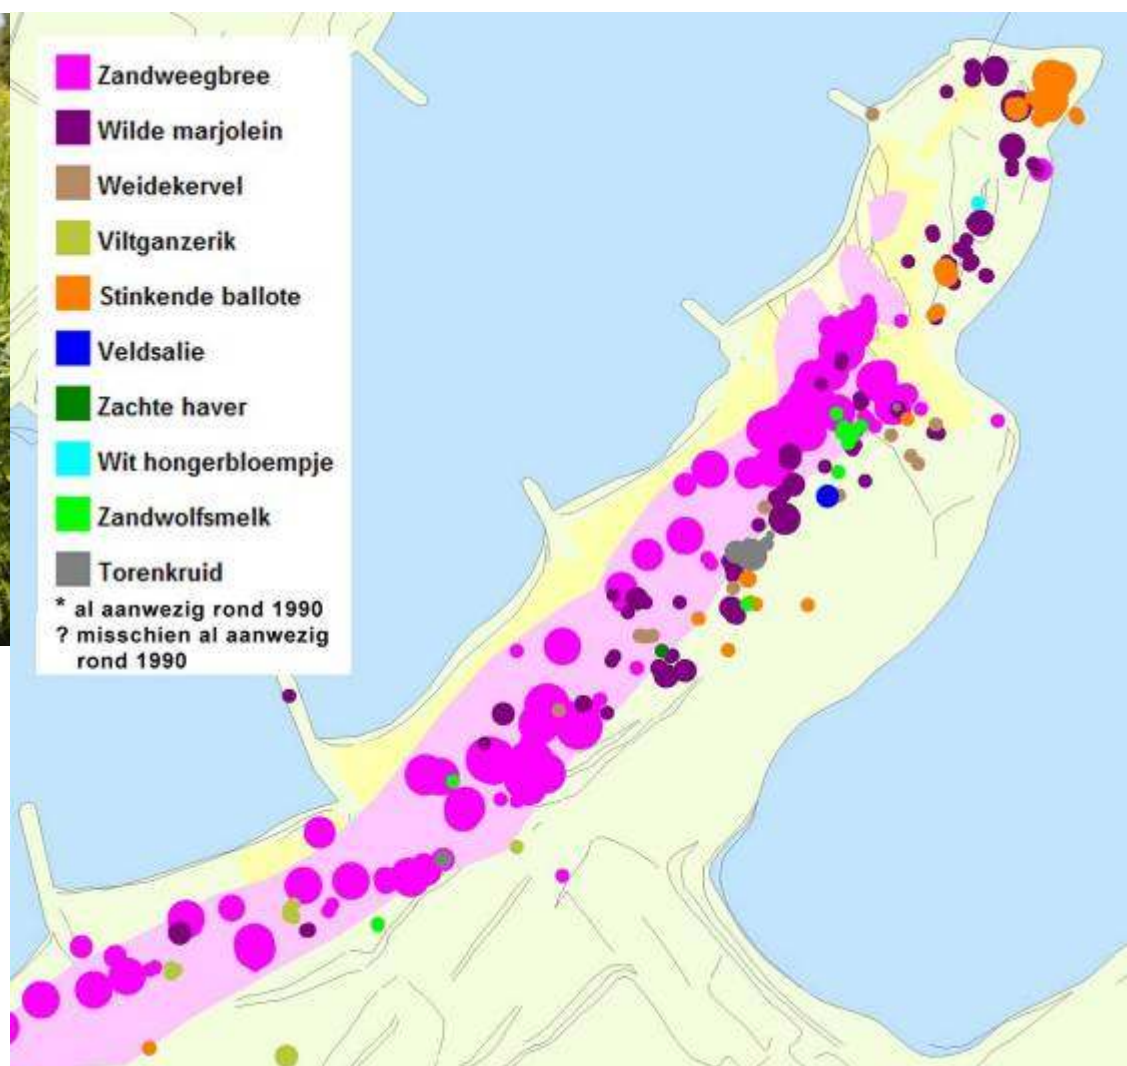 Zandweegbree
Wilde marjolein
Weidekervel
Viltganzerik
Stinkende ballote
Veldsalie
Zachte haver
Wit hongerbloempje
Zandwolfsmelk
Torenkruid
* al aanwezig rond 1990
? misschien al aanwezig
rond 1990